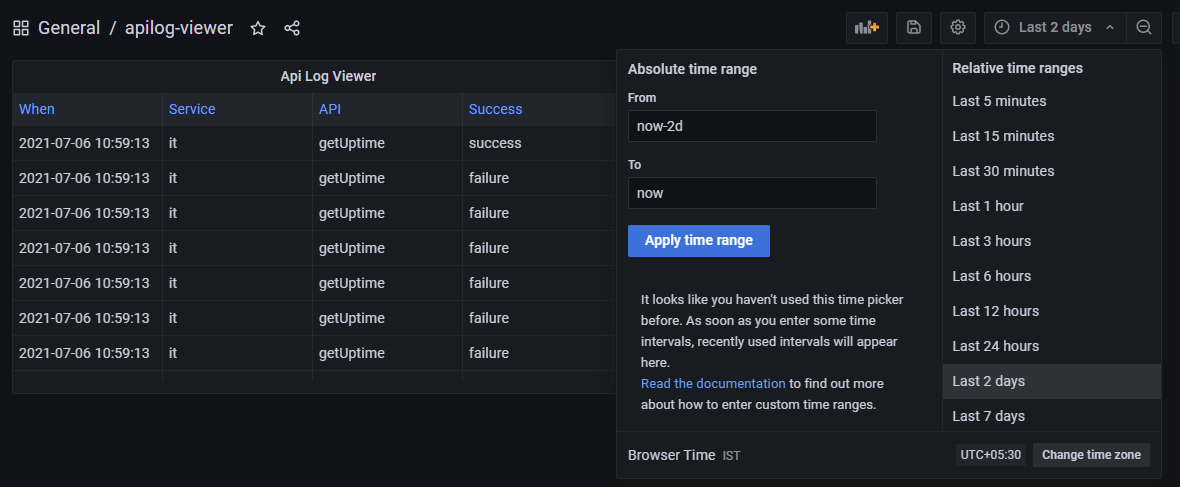 General / apilog-viewer
Last 2 days
Api Log Viewer
When Service API Success
2021-07-06 10:59:13 it getUptime success
2021-07-06 10:59:13 it getUptime failure
2021-07-06 10:59:13 it getUptime failure
2021-07-06 10:59:13 it getUptime failure
2021-07-06 10:59:13 it getUptime failure
2021-07-06 10:59:13 it getUptime failure
2021-07-06 10:59:13 it getUptime failure
Absolute time range
From
now-2d
To
now
Apply time range
It looks like you haven't used this time picker
before. As soon as you enter some time
intervals, recently used intervals will appear
here.
Read the documentation to find out more
about how to enter custom time ranges.
Relative time ranges
Last 5 minutes
Last 15 minutes
Last 30 minutes
Last 1 hour
Last 3 hours
Last 6 hours
Last 12 hours
Last 24 hours
Last 2 days
Last 7 days
Browser Time IST
UTC+05:30
Change time zone